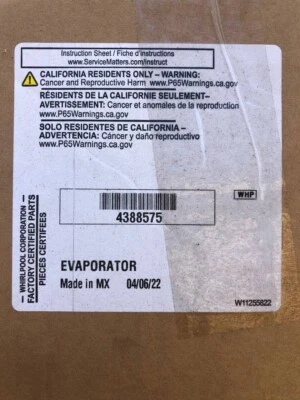 Instruction Sheet / Fiche d'instructions
www.ServiceMatters.com/instruct
CALIFORNIA RESIDENTS ONLY – WARNING:
Cancer and Reproductive Harm www.P65Warnings.ca.gov
RÉSIDENTS DE LA CALIFORNIE SEULEMENT–
AVERTISSEMENT: Cancer et anomales de la reproduction
www.P65Warnings.ca.gov
SOLO RESIDENTES DE CALIFORNIA –
ADVERTENCIA: Cáncer y daño reproductivo
www.P65Warnings.ca.gov
— WHIRLPOOL CORPORATION —
FACTORY CERTIFIED PARTS
PIECES CERTIFEES
WHP
4388575
EVAPORATOR
Made in MX 04/06/22
W11255822